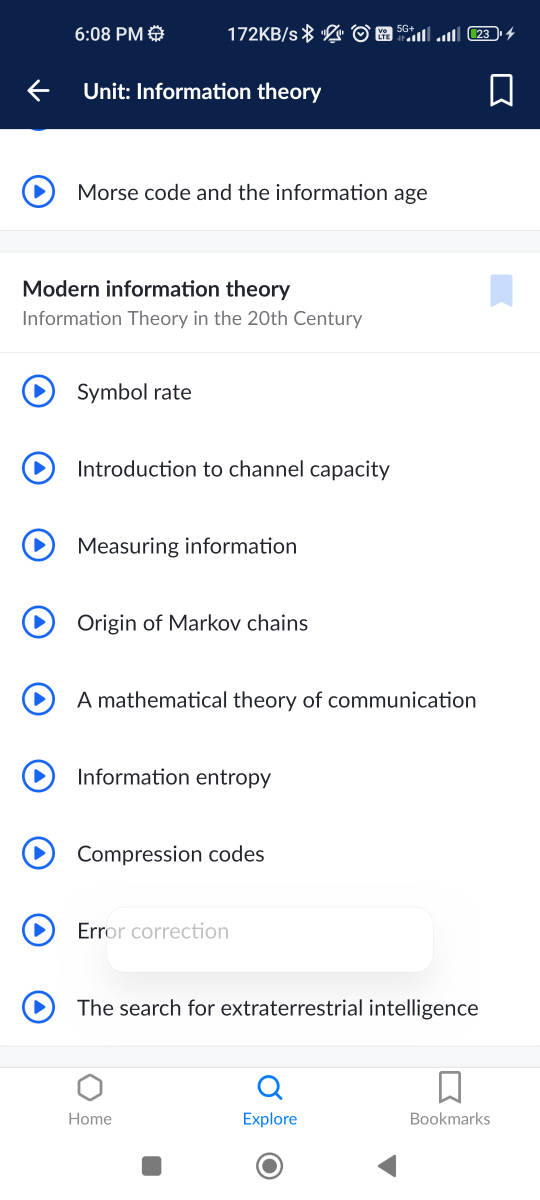 6:08 PM
172KB/s
Vo LTE
5G+
23
Unit: Information theory
Morse code and the information age
Modern information theory
Information Theory in the 20th Century
Symbol rate
Introduction to channel capacity
Measuring information
Origin of Markov chains
A mathematical theory of communication
Information entropy
Compression codes
Error correction
The search for extraterrestrial intelligence
Home
Explore
Bookmarks